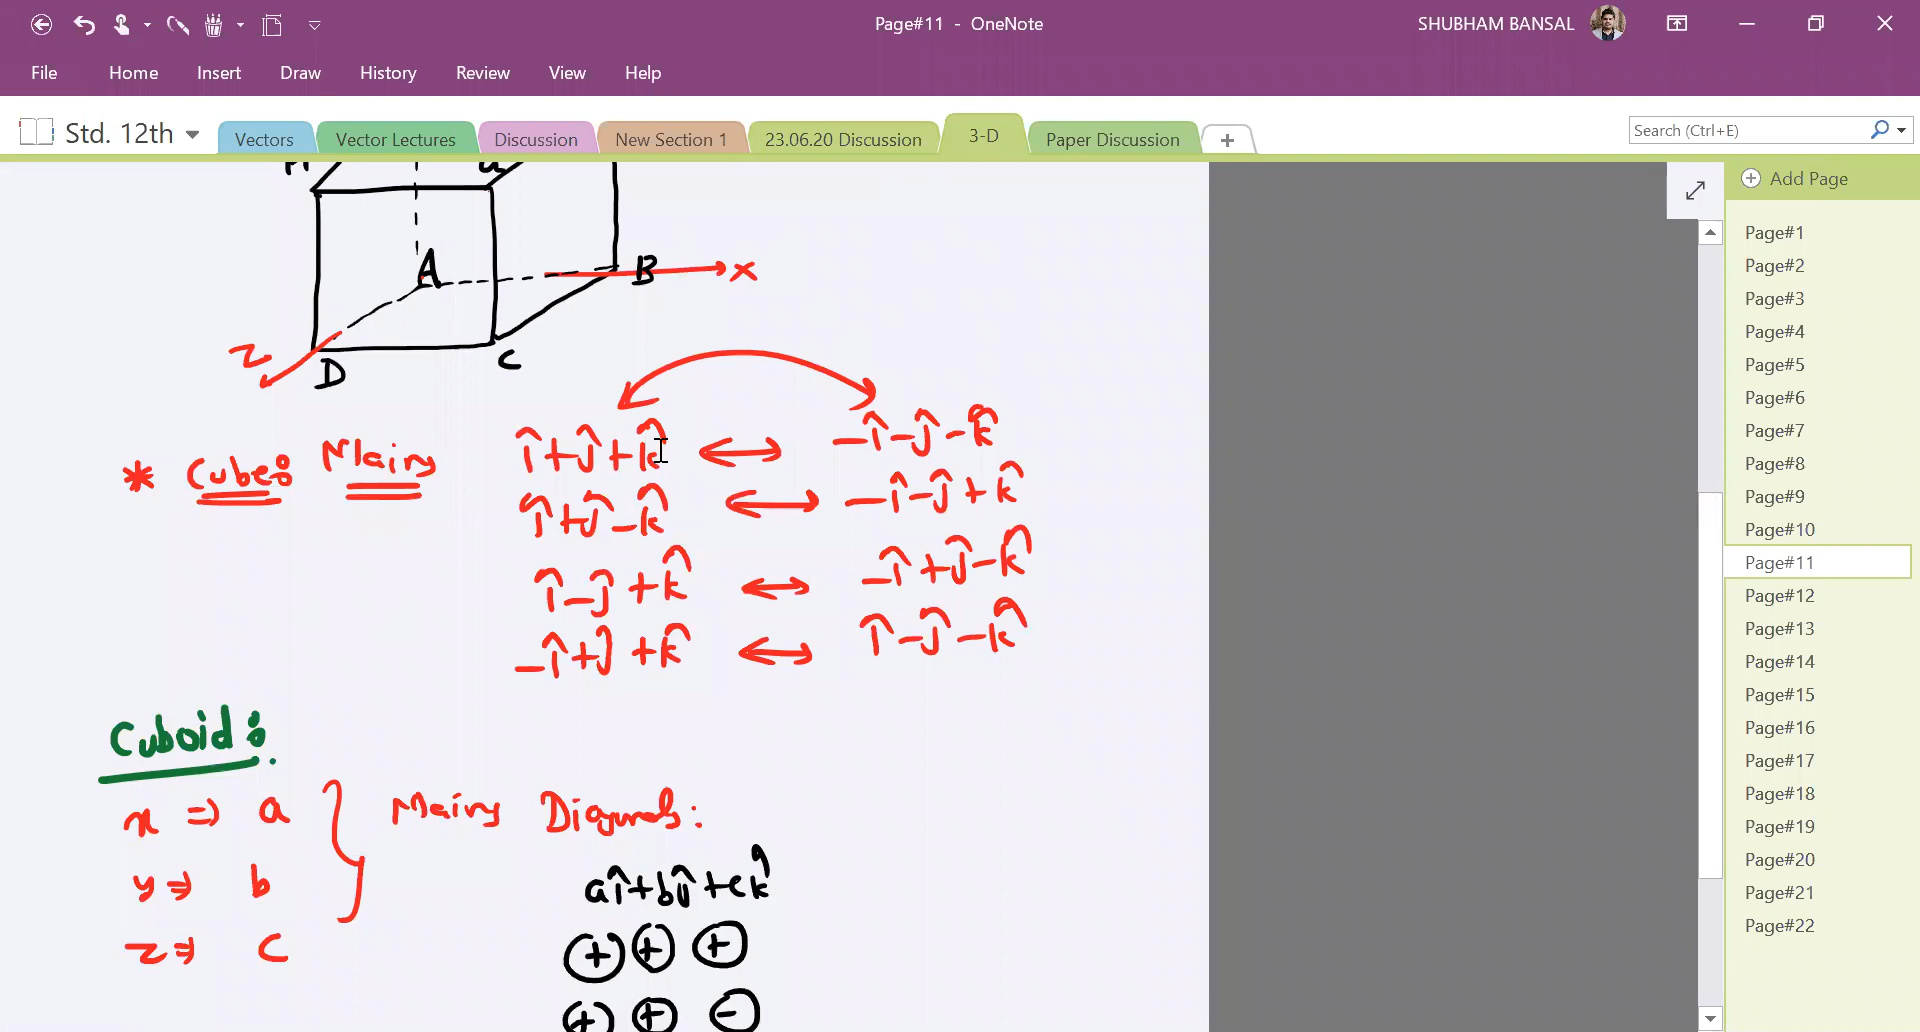 Page#11 - OneNote
SHUBHAM BANSAL
File Home Insert Draw History Review View Help
Std. 12th
Vectors
Vector Lectures
Discussion
New Section 1
23.06.20 Discussion
3-D
Paper Discussion
+
Search (Ctrl+E)
Add Page
Page#1
Page#2
Page#3
Page#4
Page#5
Page#6
Page#7
Page#8
Page#9
Page#10
Page#11
Page#12
Page#13
Page#14
Page#15
Page#16
Page#17
Page#18
Page#19
Page#20
Page#21
Page#22
A
B
x
z
D
C
* Cube: Mains
î+ĵ+k̂ ↔ -î-ĵ-k̂
î+ĵ-k̂ ↔ -î-ĵ+k̂
î-ĵ+k̂ ↔ -î+ĵ-k̂
-î+ĵ+k̂ ↔ î-ĵ-k̂
Cuboid:
x ⇒ a
y ⇒ b
z ⇒ c
Mains Diagonals:
aî+bĵ+ck̂
+ + +
+ + -